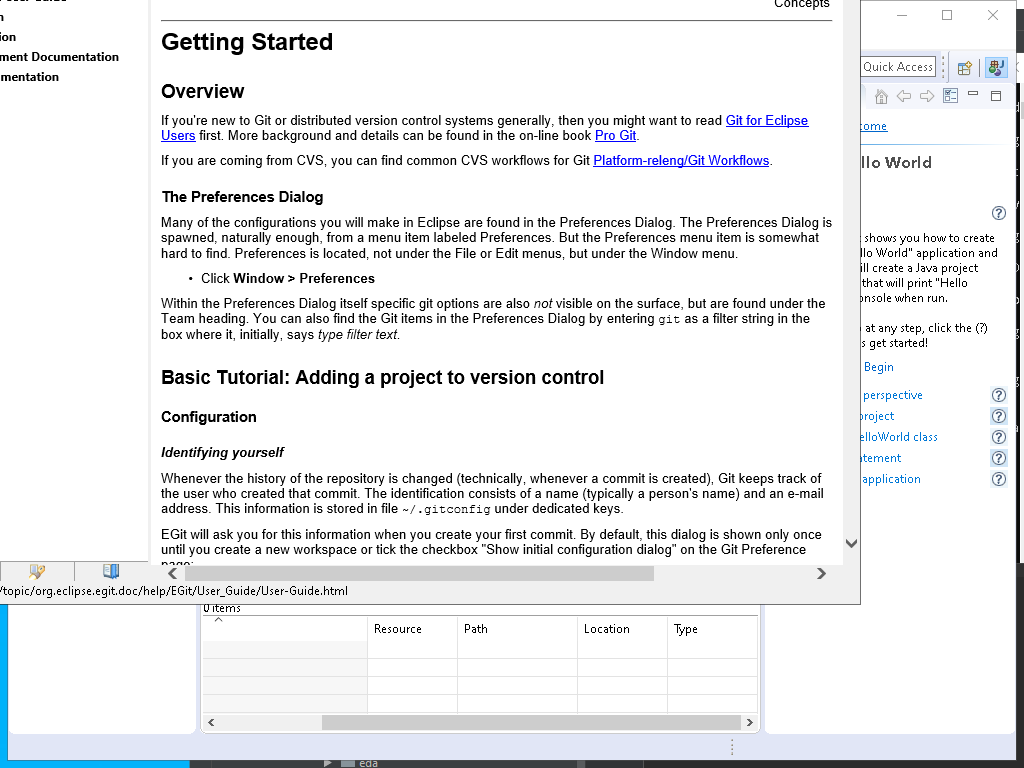 Concepts
ion
ment Documentation
mentation
Getting Started
Overview
If you're new to Git or distributed version control systems generally, then you might want to read Git for Eclipse
Users first. More background and details can be found in the on-line book Pro Git.
If you are coming from CVS, you can find common CVS workflows for Git Platform-releng/Git Workflows.
The Preferences Dialog
Many of the configurations you will make in Eclipse are found in the Preferences Dialog. The Preferences Dialog is
spawned, naturally enough, from a menu item labeled Preferences. But the Preferences menu item is somewhat
hard to find. Preferences is located, not under the File or Edit menus, but under the Window menu.
• Click Window > Preferences
Within the Preferences Dialog itself specific git options are also not visible on the surface, but are found under the
Team heading. You can also find the Git items in the Preferences Dialog by entering git as a filter string in the
box where it, initially, says type filter text.
Basic Tutorial: Adding a project to version control
Configuration
Identifying yourself
Whenever the history of the repository is changed (technically, whenever a commit is created), Git keeps track of
the user who created that commit. The identification consists of a name (typically a person's name) and an e-mail
address. This information is stored in file ~/.gitconfig under dedicated keys.
EGit will ask you for this information when you create your first commit. By default, this dialog is shown only once
until you create a new workspace or tick the checkbox "Show initial configuration dialog" on the Git Preference
page:
/topic/org.eclipse.egit.doc/help/EGit/User_Guide/User-Guide.html
Quick Access
ome
llo World
shows you how to create
llo World" application and
ill create a Java project
that will print "Hello
onsole when run.
at any step, click the (?)
s get started!
Begin
perspective
project
elloWorld class
tement
application
0 items
Resource Path Location Type
eda